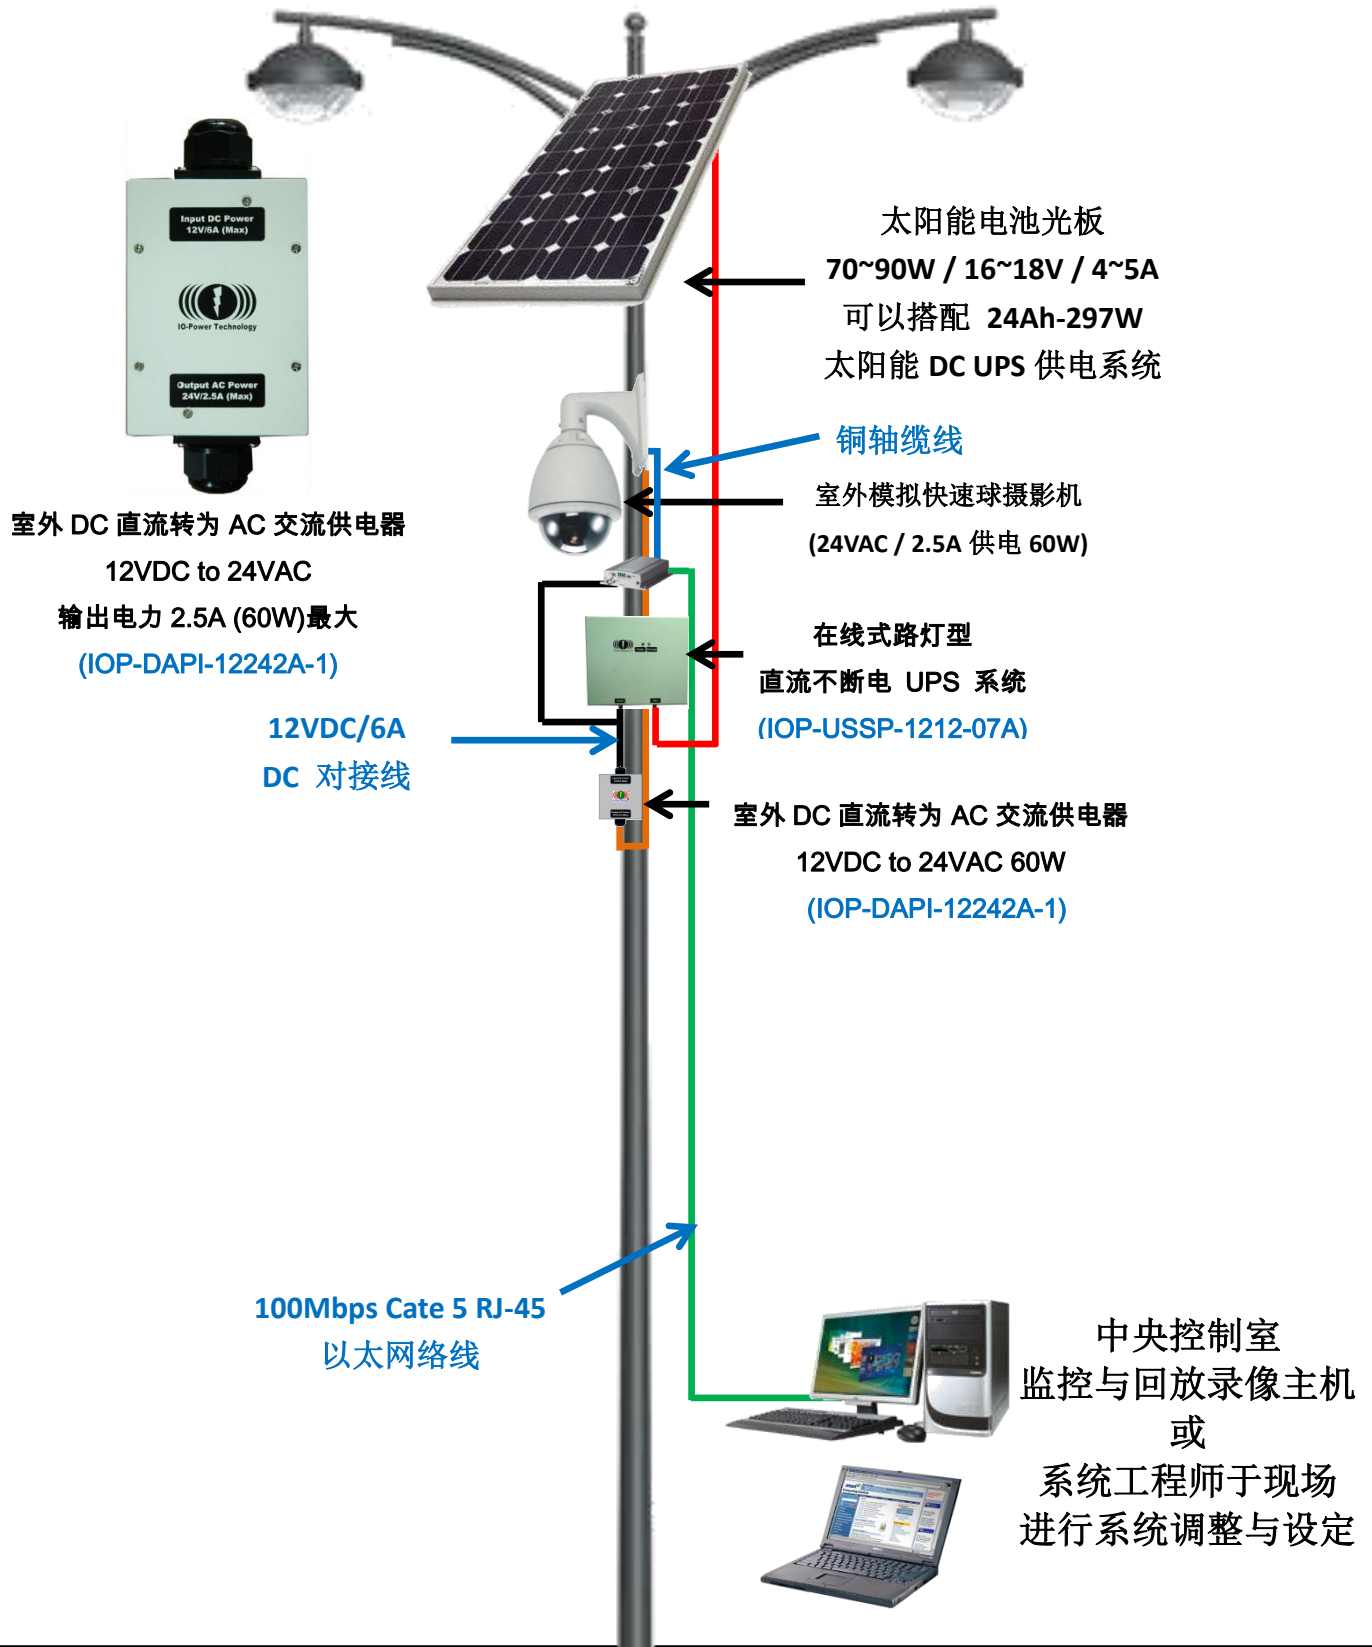 Input DC Power
12V/6A (Max)
IO-Power Technology
Output AC Power
24V/2.5A (Max)
室外 DC 直流转为 AC 交流供电器
12VDC to 24VAC
输出电力 2.5A (60W)最大
(IOP-DAPI-12242A-1)
太阳能电池光板
70~90W / 16~18V / 4~5A
可以搭配 24Ah-297W
太阳能 DC UPS 供电系统
铜轴缆线
室外模拟快速球摄影机
(24VAC / 2.5A 供电 60W)
在线式路灯型
直流不断电 UPS 系统
(IOP-USSP-1212-07A)
12VDC/6A
DC 对接线
室外 DC 直流转为 AC 交流供电器
12VDC to 24VAC 60W
(IOP-DAPI-12242A-1)
100Mbps Cate 5 RJ-45
以太网络线
中央控制室
监控与回放录像主机
或
系统工程师于现场
进行系统调整与设定